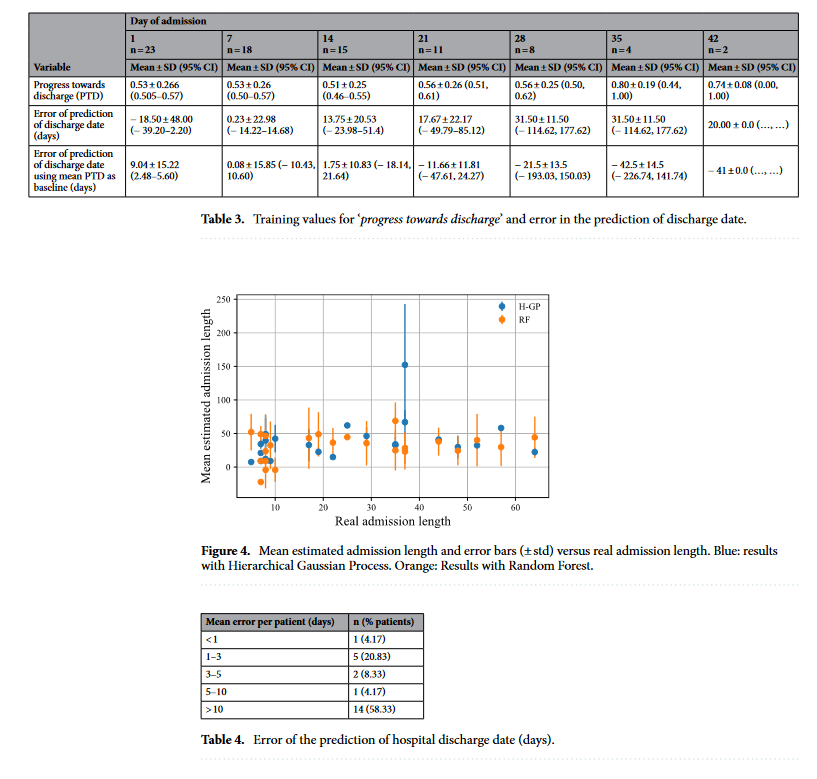 Day of admission
Variable
1
n=23
7
n=18
14
n=15
21
n=11
28
n=8
35
n=4
42
n=2
Mean±SD (95% CI) Mean±SD (95% CI) Mean±SD (95% CI) Mean±SD (95% CI) Mean±SD (95% CI) Mean±SD (95% CI) Mean±SD (95% CI)
Progress towards
discharge (PTD)
0.53±0.266
(0.505–0.57)
0.53±0.26
(0.50–0.57)
0.51±0.25
(0.46–0.55)
0.56±0.26 (0.51,
0.61)
0.56±0.25 (0.50,
0.62)
0.80±0.19 (0.44,
1.00)
0.74±0.08 (0.00,
1.00)
Error of prediction
of discharge date
(days)
− 18.50±48.00
(− 39.20–2.20)
0.23±22.98
(− 14.22–14.68)
13.75±20.53
(− 23.98–51.4)
17.67±22.17
(− 49.79–85.12)
31.50±11.50
(− 114.62, 177.62)
31.50±11.50
(− 114.62, 177.62)
20.00 ± 0.0 (…, …)
Error of prediction
of discharge date
using mean PTD as
baseline (days)
9.04±15.22
(2.48–5.60)
0.08±15.85 (− 10.43,
10.60)
1.75±10.83 (− 18.14,
21.64)
− 11.66±11.81
(− 47.61, 24.27)
− 21.5±13.5
(− 193.03, 150.03)
− 42.5±14.5
(− 226.74, 141.74)
− 41±0.0 (…, …)
Table 3. Training values for ‘progress towards discharge’ and error in the prediction of discharge date.
Mean estimated admission length
250
200
150
100
50
0
H-GP
RF
10 20 30 40 50 60
Real admission length
Figure 4. Mean estimated admission length and error bars (±std) versus real admission length. Blue: results
with Hierarchical Gaussian Process. Orange: Results with Random Forest.
Mean error per patient (days) n (% patients)
<1 1 (4.17)
1–3 5 (20.83)
3–5 2 (8.33)
5–10 1 (4.17)
>10 14 (58.33)
Table 4. Error of the prediction of hospital discharge date (days).